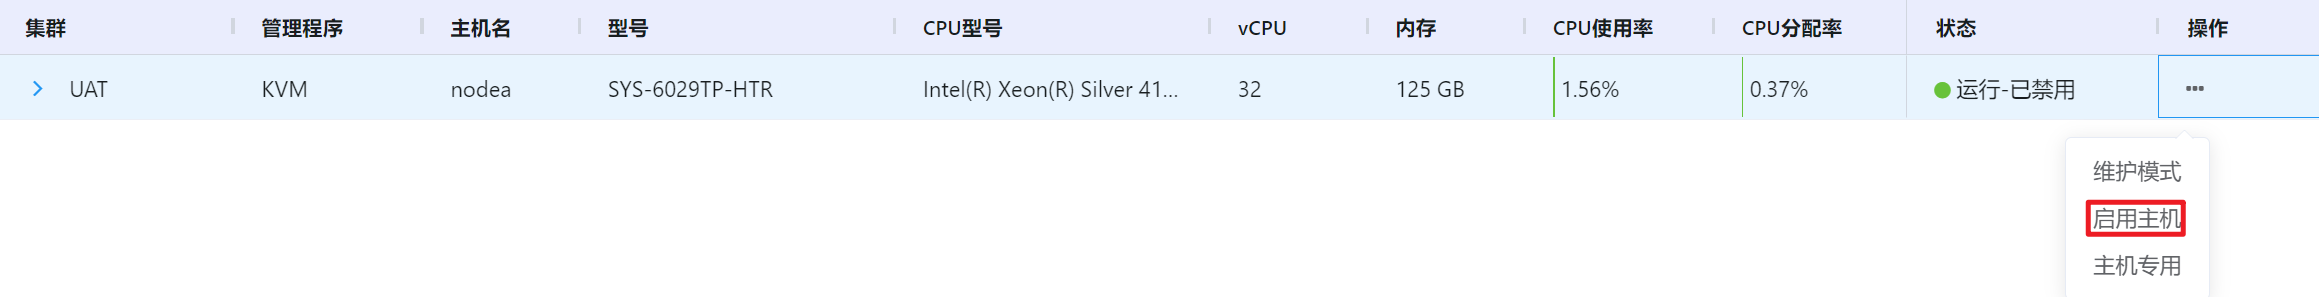 集群 管理程序 主机名 型号 CPU型号 vCPU 内存 CPU使用率 CPU分配率 状态 操作
UAT KVM nodea SYS-6029TP-HTR Intel(R) Xeon(R) Silver 41... 32 125 GB 1.56% 0.37% 运行-已禁用 •••
维护模式
启用主机
主机专用